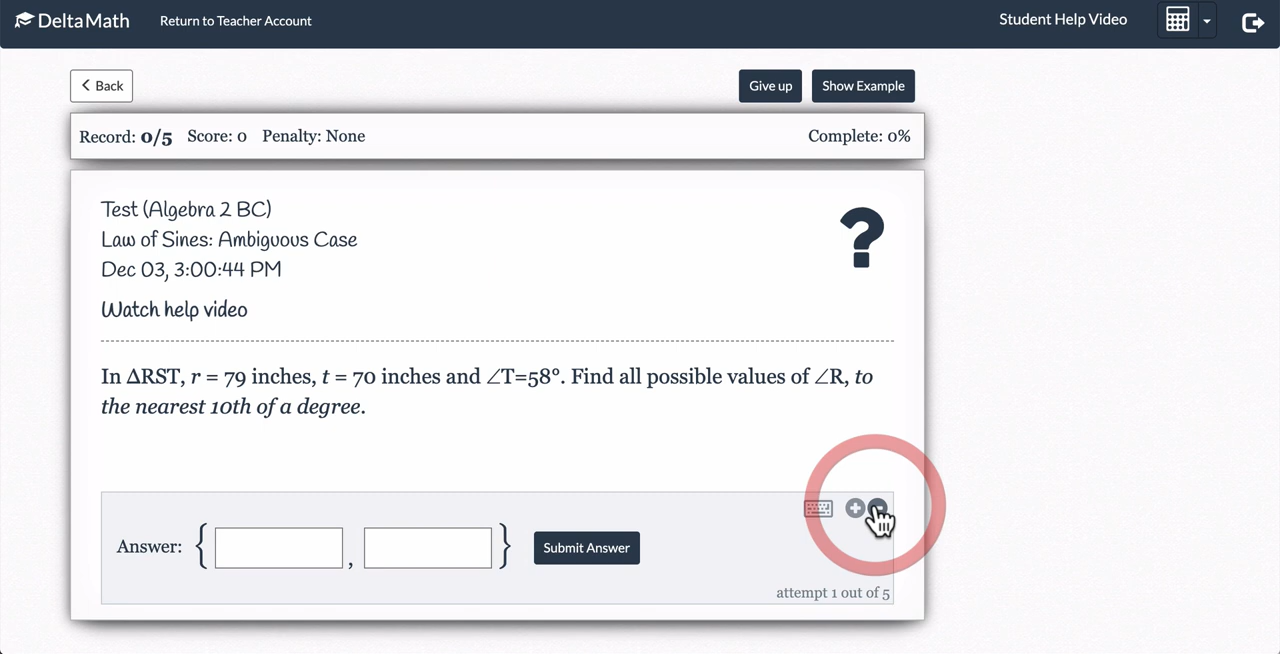 DeltaMath Return to Teacher Account Student Help Video
Back Give up Show Example
Record: 0/5 Score: 0 Penalty: None Complete: 0%
Test (Algebra 2 BC)
Law of Sines: Ambiguous Case
Dec 03, 3:00:44 PM
Watch help video
?
In ΔRST, r = 79 inches, t = 70 inches and ∠T=58°. Find all possible values of ∠R, to
the nearest 10th of a degree.
Answer: { , } Submit Answer
attempt 1 out of 5